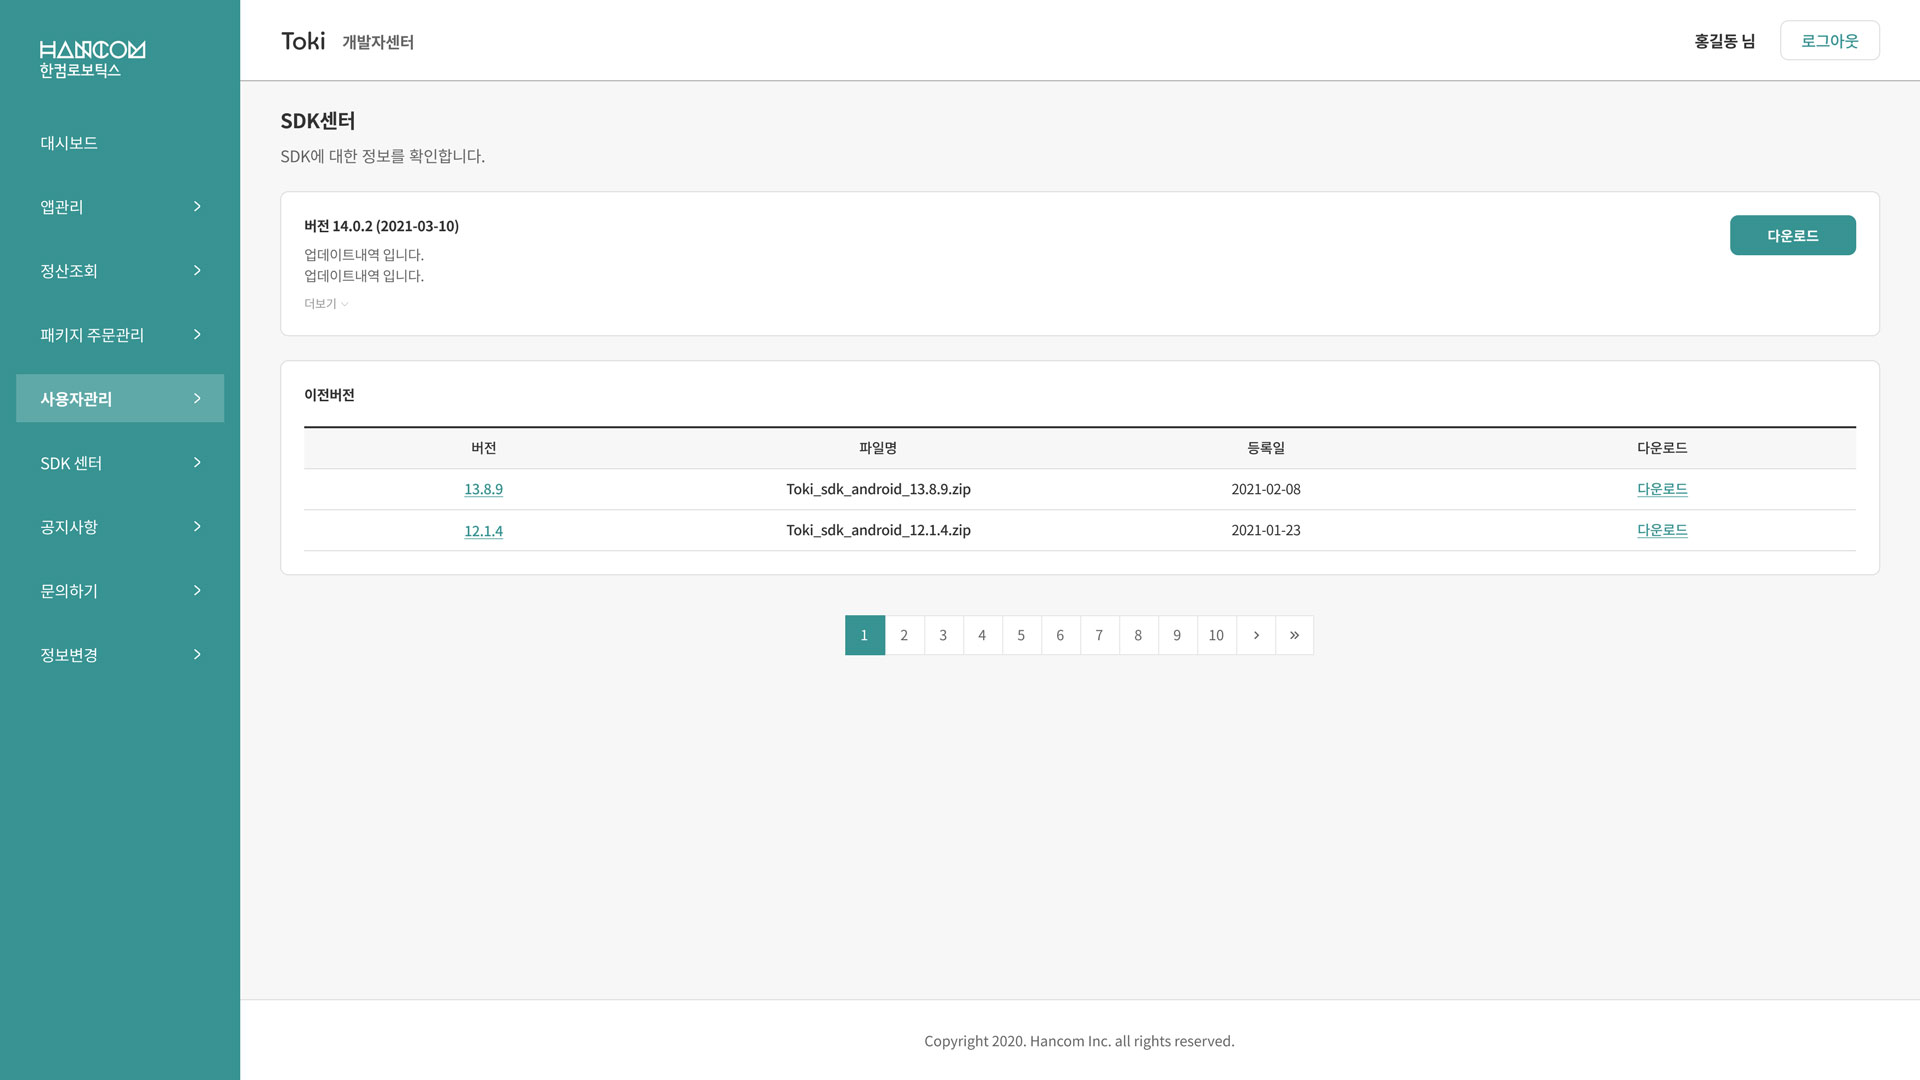 HANCOM
한컴로보틱스
대시보드
앱관리
정산조회
패키지 주문관리
사용자관리
SDK 센터
공지사항
문의하기
정보변경
Toki 개발자센터
홍길동 님
로그아웃
SDK센터
SDK에 대한 정보를 확인합니다.
버전 14.0.2 (2021-03-10)
업데이트내역 입니다.
업데이트내역 입니다.
더보기
다운로드
이전버전
버전 파일명 등록일 다운로드
13.8.9 Toki_sdk_android_13.8.9.zip 2021-02-08 다운로드
12.1.4 Toki_sdk_android_12.1.4.zip 2021-01-23 다운로드
1 2 3 4 5 6 7 8 9 10 > »
Copyright 2020. Hancom Inc. all rights reserved.